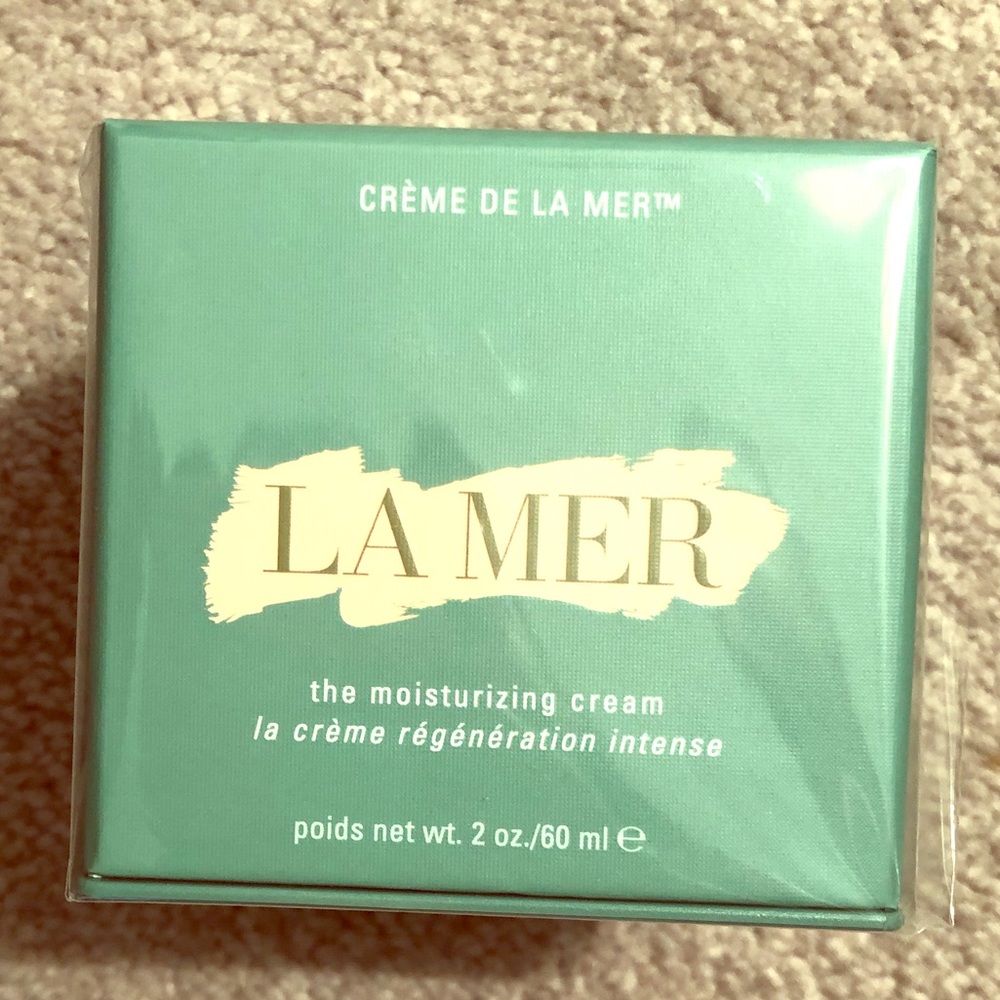 CRÈME DE LA MER™
LA MER
the moisturizing cream
la crème régénération intense
poids net wt. 2 oz./60 ml ℮